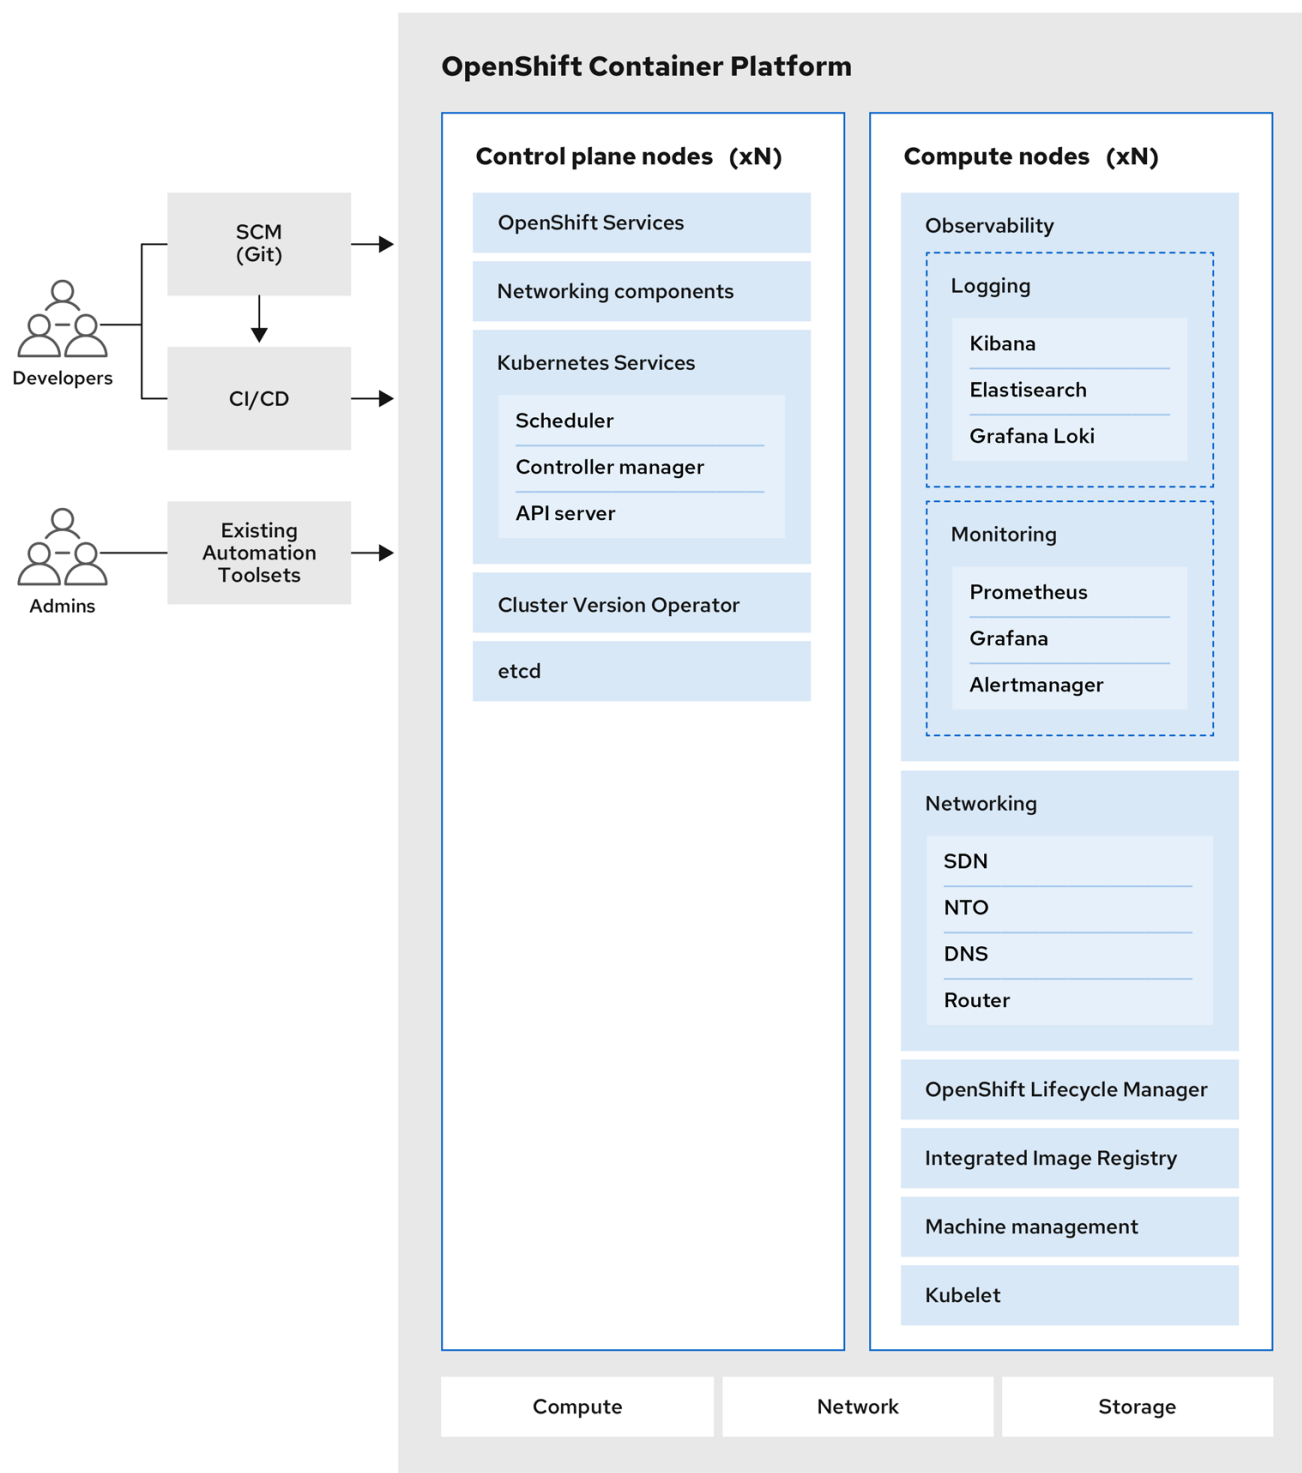 OpenShift Container Platform
Control plane nodes (xN)
OpenShift Services
Networking components
Kubernetes Services
Scheduler
Controller manager
API server
Cluster Version Operator
etcd
Compute nodes (xN)
Observability
Logging
Kibana
Elastisearch
Grafana Loki
Monitoring
Prometheus
Grafana
Alertmanager
Networking
SDN
NTO
DNS
Router
OpenShift Lifecycle Manager
Integrated Image Registry
Machine management
Kubelet
Compute
Network
Storage
Developers
SCM
(Git)
CI/CD
Admins
Existing
Automation
Toolsets